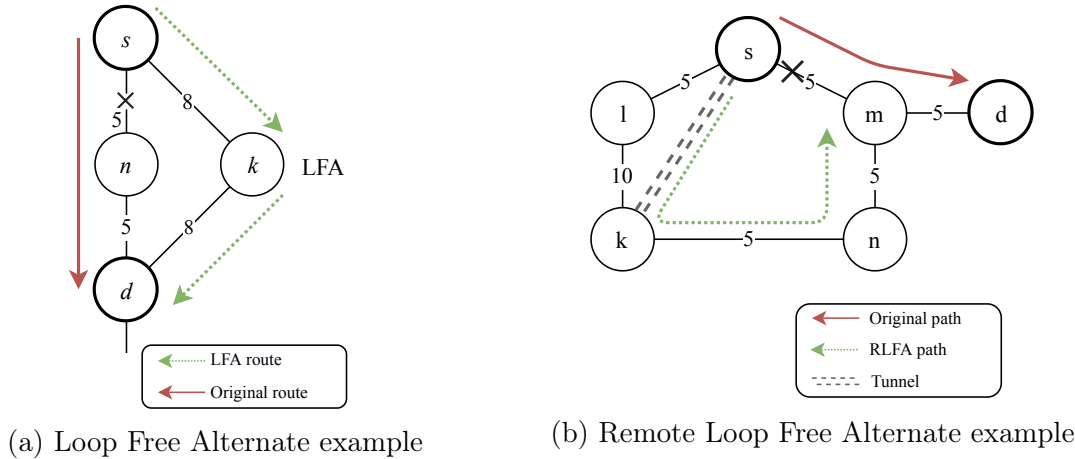 s
8
5
n
k
LFA
5
8
d
LFA route
Original route
(a) Loop Free Alternate example
s
5
5
l
m
5
d
10
5
k
5
n
Original path
RLFA path
Tunnel
(b) Remote Loop Free Alternate example